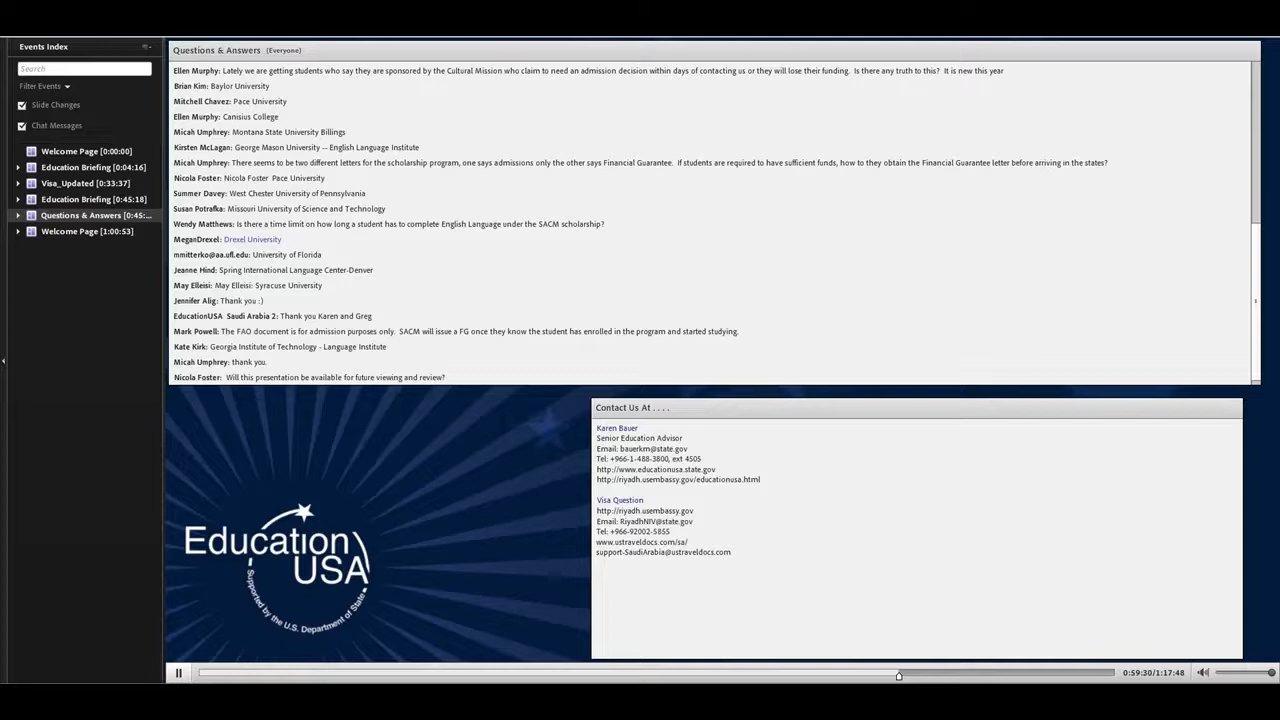 Events Index
Search
Filter Events
Slide Changes
Chat Messages
Welcome Page [0:00:00]
Education Briefing [0:04:16]
Visa_Updated [0:33:37]
Education Briefing [0:45:18]
Questions & Answers [0:45:...
Welcome Page [1:00:53]
Questions & Answers (Everyone)
Ellen Murphy: Lately we are getting students who say they are sponsored by the Cultural Mission who claim to need an admission decision within days of contacting us or they will lose their funding. Is there any truth to this? It is new this year
Brian Kim: Baylor University
Mitchell Chavez: Pace University
Ellen Murphy: Canisius College
Micah Umphrey: Montana State University Billings
Kirsten McLagan: George Mason University -- English Language Institute
Micah Umphrey: There seems to be two different letters for the scholarship program, one says admissions only the other says Financial Guarantee. If students are required to have sufficient funds, how to they obtain the Financial Guarantee letter before arriving in the states?
Nicola Foster: Nicola Foster Pace University
Summer Davey: West Chester University of Pennsylvania
Susan Potrafka: Missouri University of Science and Technology
Wendy Matthews: Is there a time limit on how long a student has to complete English Language under the SACM scholarship?
MeganDrexel: Drexel University
mmitterko@aa.ufl.edu: University of Florida
Jeanne Hind: Spring International Language Center-Denver
May Elleisi: May Elleisi: Syracuse University
Jennifer Alig: Thank you :)
EducationUSA Saudi Arabia 2: Thank you Karen and Greg
Mark Powell: The FAO document is for admission purposes only. SACM will issue a FG once they know the student has enrolled in the program and started studying.
Kate Kirk: Georgia Institute of Technology - Language Institute
Micah Umphrey: thank you.
Nicola Foster: Will this presentation be available for future viewing and review?
Contact Us At . . . .
Karen Bauer
Senior Education Advisor
Email: bauerkm@state.gov
Tel: +966-1-488-3800, ext 4505
http://www.educationusa.state.gov
http://riyadh.usembassy.gov/educationusa.html
Visa Question
http://riyadh.usembassy.gov
Email: RiyadhNIV@state.gov
Tel: +966-92002-5855
www.ustraveldocs.com/sa/
support-SaudiArabia@ustraveldocs.com
Education
USA
Supported by the U.S. Department of State
0:59:30/1:17:48